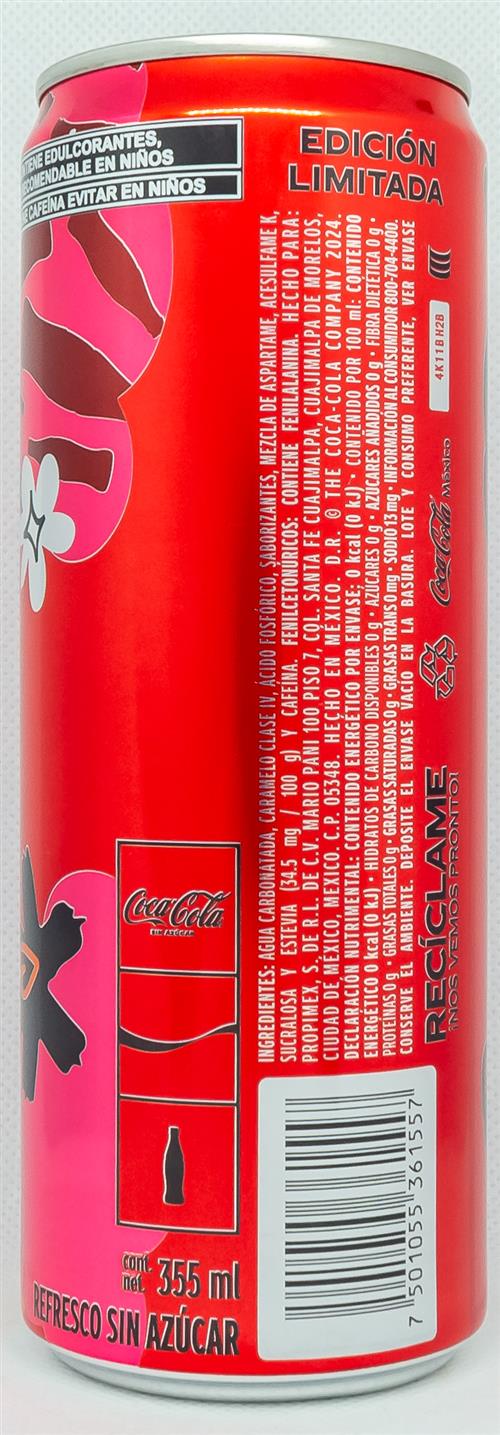 TIENE EDULCORANTES,
RECOMENDABLE EN NIÑOS
CAFEÍNA EVITAR EN NIÑOS
EDICIÓN
LIMITADA
INGREDIENTES: AGUA CARBONATADA, CARAMELO CLASE IV, ÁCIDO FOSFÓRICO, SABORIZANTES, MEZCLA DE ASPARTAME, ACESULFAME K,
SUCRALOSA Y ESTEVIA (34.5 mg / 100 g) Y CAFEÍNA. FENILCETONÚRICOS: CONTIENE FENILALANINA. HECHO PARA:
PROPIMEX, S. DE R.L. DE C.V. MARIO PANI 100 PISO 7, COL. SANTA FE CUAJIMALPA, CUAJIMALPA DE MORELOS,
CIUDAD DE MÉXICO, MÉXICO. C.P. 05348. HECHO EN MÉXICO. D.R. © THE COCA-COLA COMPANY 2024.
DECLARACIÓN NUTRIMENTAL: CONTENIDO ENERGÉTICO POR ENVASE: 0 kcal (0 kJ) · CONTENIDO POR 100 ml: CONTENIDO
ENERGÉTICO 0 kcal (0 kJ) · HIDRATOS DE CARBONO DISPONIBLES 0 g · AZÚCARES 0 g · AZÚCARES AÑADIDOS 0 g · FIBRA DIETÉTICA 0 g ·
PROTEÍNAS 0 g · GRASAS TOTALES 0 g · GRASAS SATURADAS 0 g · GRASAS TRANS 0 mg · SODIO 13 mg · INFORMACIÓN AL CONSUMIDOR 800-704-4400.
CONSERVE EL AMBIENTE. DEPOSITE EL ENVASE VACÍO EN LA BASURA. LOTE Y CONSUMO PREFERENTE, VER ENVASE
RECÍCLAME
¡NOS VEMOS PRONTO!
Coca-Cola MÉXICO
4K11BH2B
Coca-Cola
SIN AZÚCAR
cont. net. 355 ml
REFRESCO SIN AZÚCAR
7 501055 361557